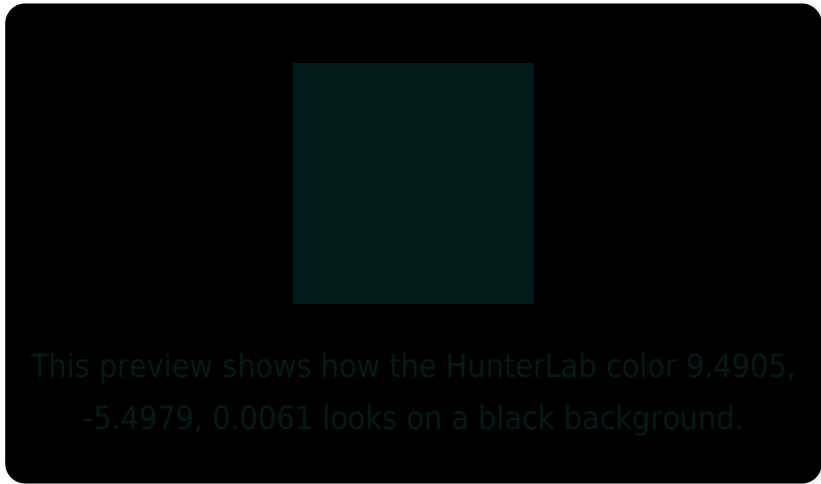 This preview shows how the HunterLab color 9.4905,
-5.4979, 0.0061 looks on a black background.